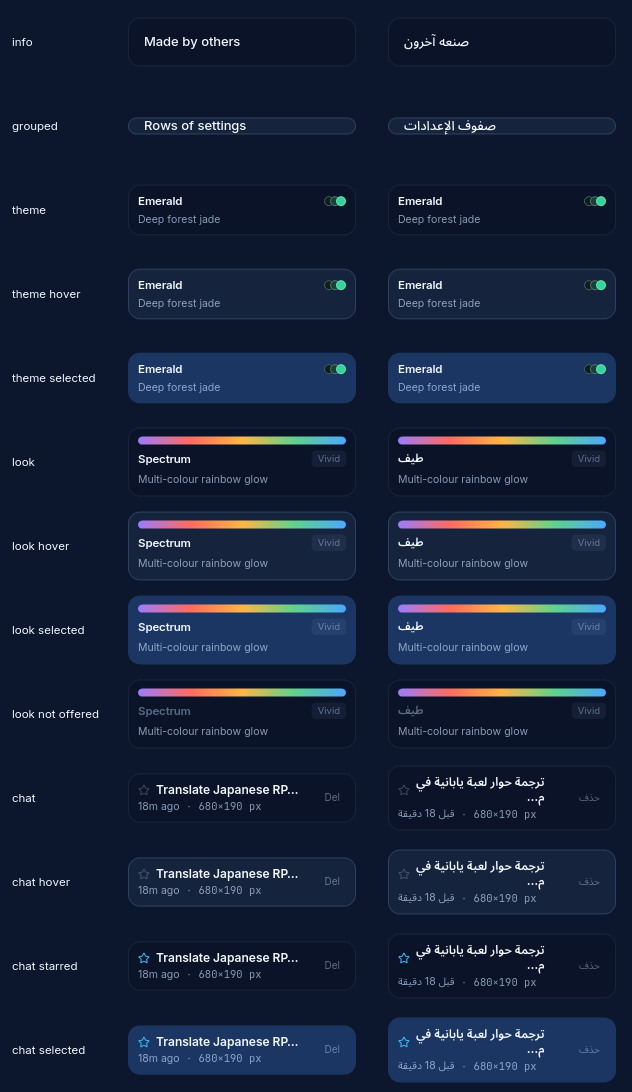 info
Made by others
صنعه آخرون
grouped
Rows of settings
صفوف الإعدادات
theme
Emerald
Deep forest jade
Emerald
Deep forest jade
theme hover
Emerald
Deep forest jade
Emerald
Deep forest jade
theme selected
Emerald
Deep forest jade
Emerald
Deep forest jade
look
Spectrum
Vivid
Multi-colour rainbow glow
طيف
Vivid
Multi-colour rainbow glow
look hover
Spectrum
Vivid
Multi-colour rainbow glow
طيف
Vivid
Multi-colour rainbow glow
look selected
Spectrum
Vivid
Multi-colour rainbow glow
طيف
Vivid
Multi-colour rainbow glow
look not offered
Spectrum
Vivid
Multi-colour rainbow glow
طيف
Vivid
Multi-colour rainbow glow
chat
Translate Japanese RP...
18m ago · 680×190 px
Del
ترجمة حوار لعبة يابانية في
م...
قبل 18 دقيقة · 680×190 px
حذف
chat hover
Translate Japanese RP...
18m ago · 680×190 px
Del
ترجمة حوار لعبة يابانية في
م...
قبل 18 دقيقة · 680×190 px
حذف
chat starred
Translate Japanese RP...
18m ago · 680×190 px
Del
ترجمة حوار لعبة يابانية في
م...
قبل 18 دقيقة · 680×190 px
حذف
chat selected
Translate Japanese RP...
18m ago · 680×190 px
Del
ترجمة حوار لعبة يابانية في
م...
قبل 18 دقيقة · 680×190 px
حذف